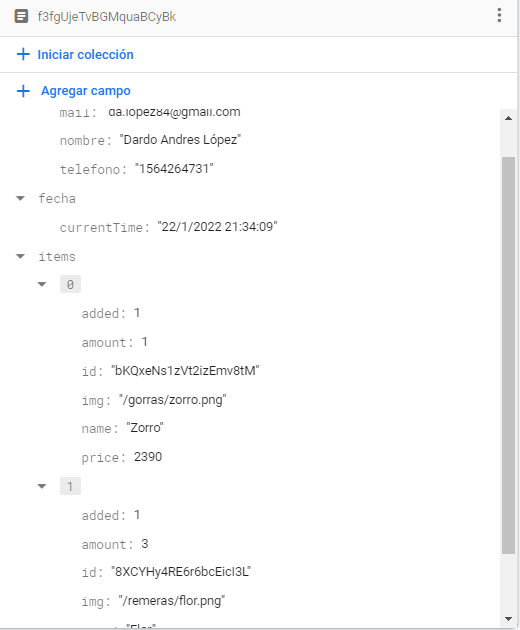 f3fgUjeTvBGMquaBCyBk
Iniciar colección
Agregar campo
mail: da.lopez84@gmail.com
nombre: "Dardo Andres López"
telefono: "1564264731"
fecha
currentTime: "22/1/2022 21:34:09"
items
0
added: 1
amount: 1
id: "bKQxeNs1zVt2izEmv8tM"
img: "/gorras/zorro.png"
name: "Zorro"
price: 2390
1
added: 1
amount: 3
id: "8XCYHy4RE6r6bcEicI3L"
img: "/remeras/flor.png"
"Flor"